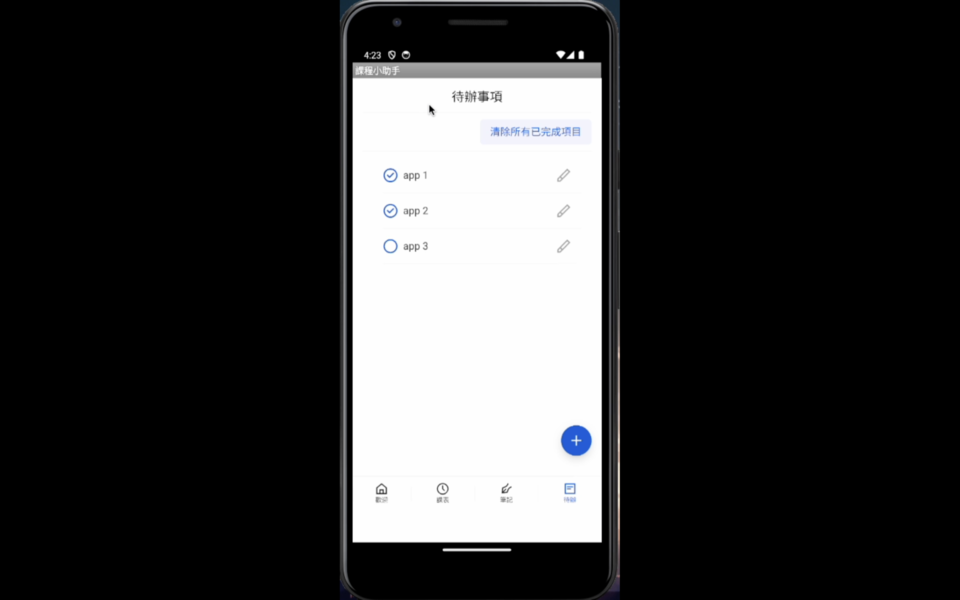 4:23
課程小助手
待辦事項
清除所有已完成項目
app 1
app 2
app 3
歡迎
課表
筆記
待辦